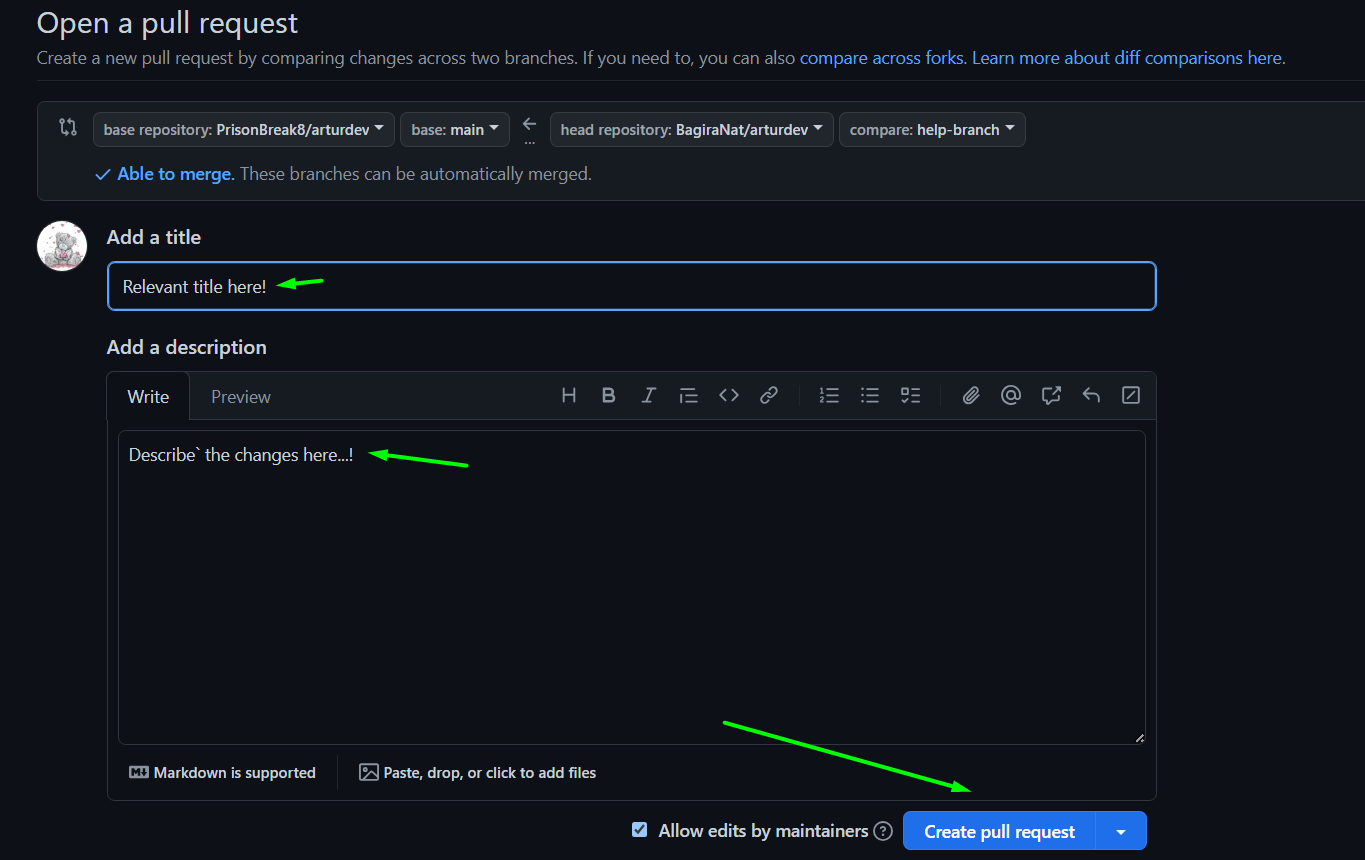 Open a pull request
Create a new pull request by comparing changes across two branches. If you need to, you can also compare across forks. Learn more about diff comparisons here.
base repository: PrisonBreak8/arturdev base: main ... head repository: BagiraNat/arturdev compare: help-branch
Able to merge. These branches can be automatically merged.
Add a title
Relevant title here!
Add a description
Write Preview
Describe` the changes here...!
Markdown is supported Paste, drop, or click to add files
Allow edits by maintainers Create pull request